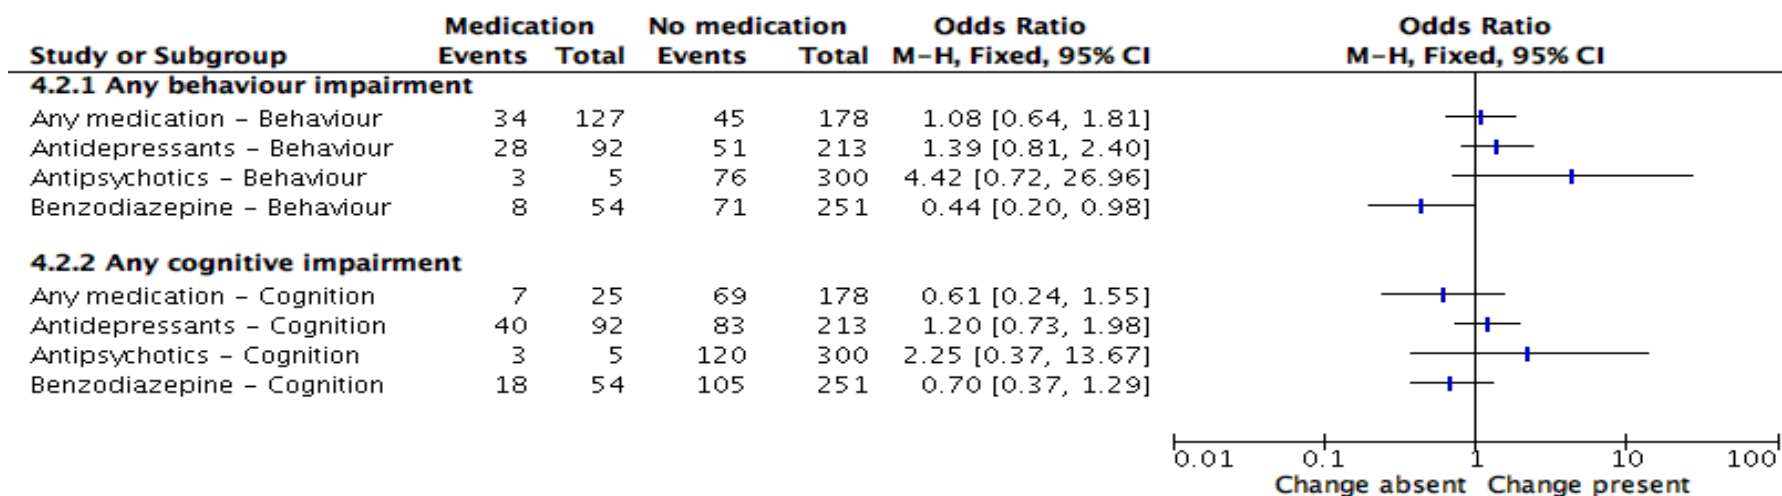 Medication No medication Odds Ratio Odds Ratio
Study or Subgroup Events Total Events Total M-H, Fixed, 95% CI M-H, Fixed, 95% CI
4.2.1 Any behaviour impairment
Any medication - Behaviour 34 127 45 178 1.08 [0.64, 1.81]
Antidepressants - Behaviour 28 92 51 213 1.39 [0.81, 2.40]
Antipsychotics - Behaviour 3 5 76 300 4.42 [0.72, 26.96]
Benzodiazepine - Behaviour 8 54 71 251 0.44 [0.20, 0.98]
4.2.2 Any cognitive impairment
Any medication - Cognition 7 25 69 178 0.61 [0.24, 1.55]
Antidepressants - Cognition 40 92 83 213 1.20 [0.73, 1.98]
Antipsychotics - Cognition 3 5 120 300 2.25 [0.37, 13.67]
Benzodiazepine - Cognition 18 54 105 251 0.70 [0.37, 1.29]
0.01 0.1 1 10 100
Change absent Change present